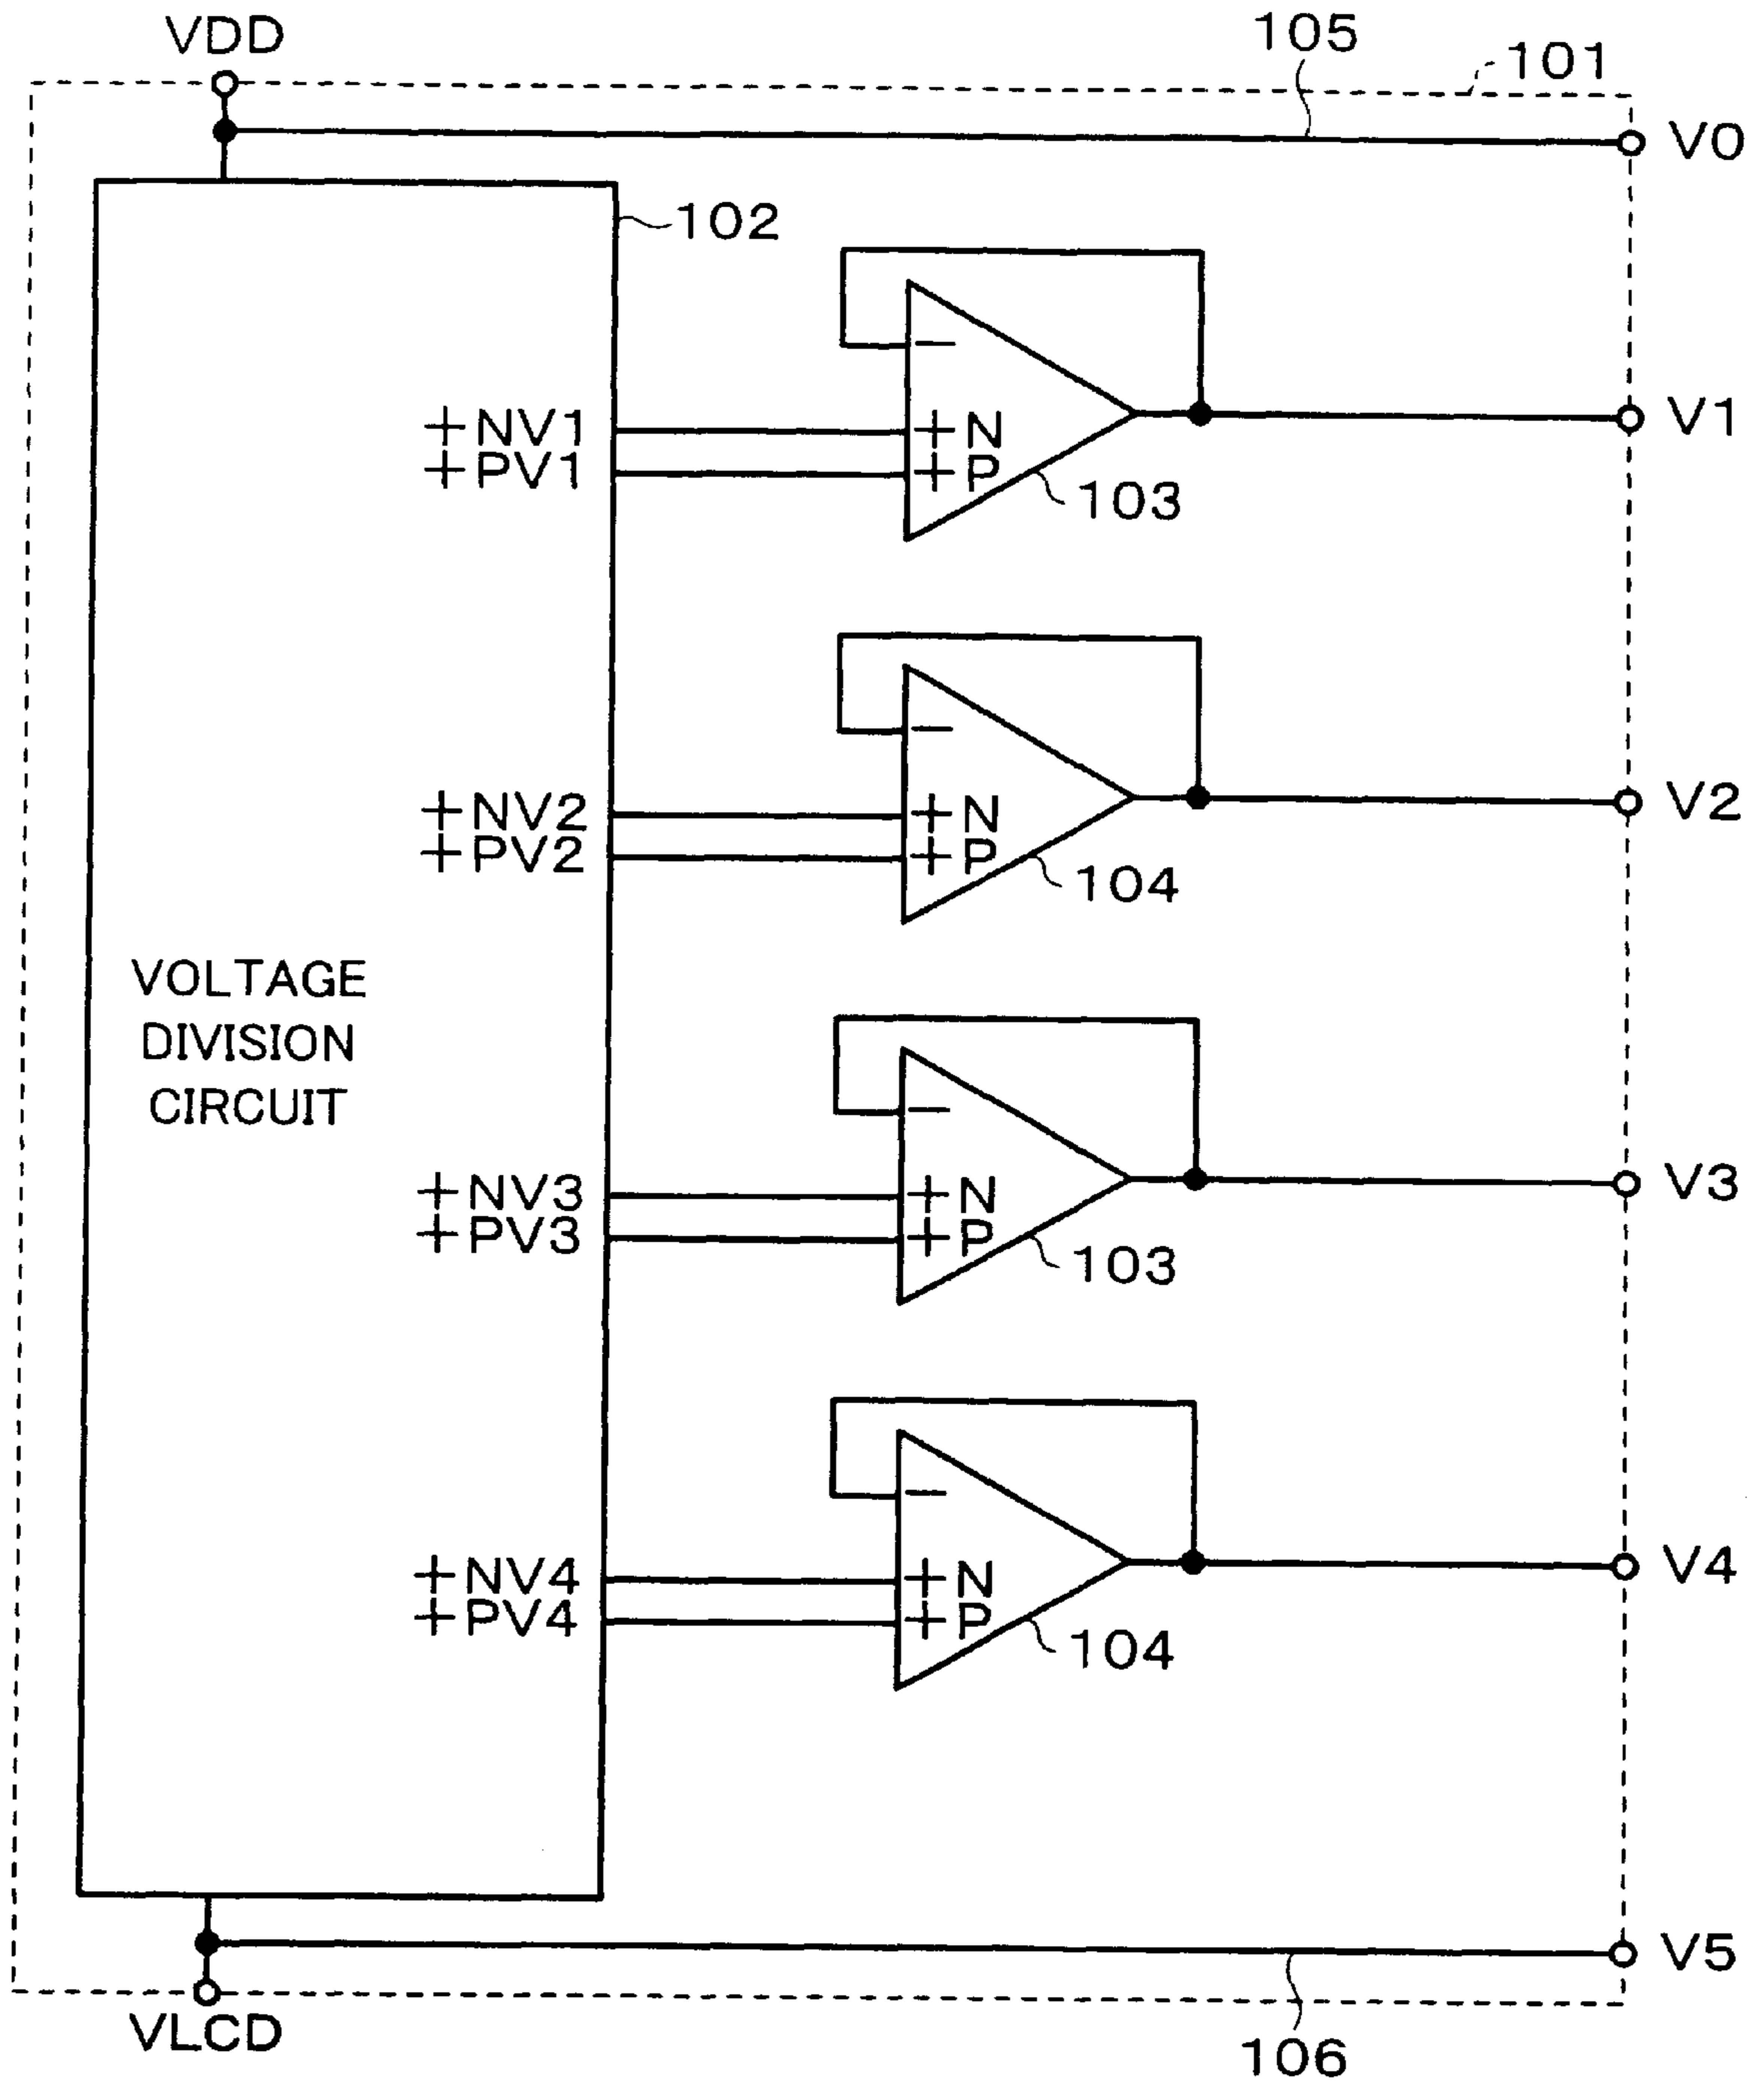 VDD
105
101
V0
102
−
+NV1
+PV1
+N
+P
103
V1
−
+NV2
+PV2
+N
+P
104
V2
VOLTAGE
DIVISION
CIRCUIT
−
+NV3
+PV3
+N
+P
103
V3
−
+NV4
+PV4
+N
+P
104
V4
V5
VLCD
106